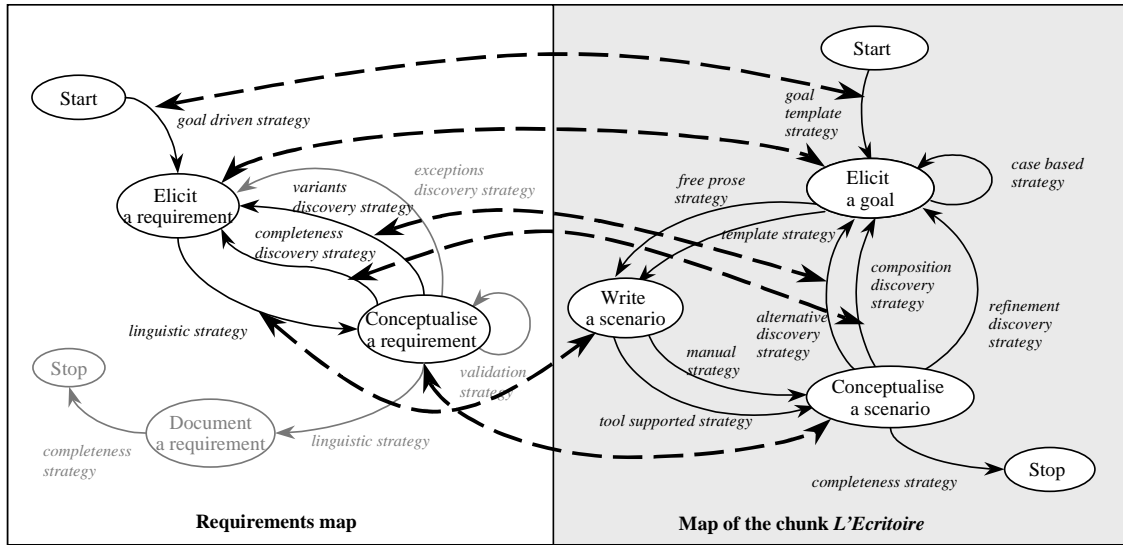 Start
goal driven strategy
Elicit
a requirement
variants
discovery strategy
exceptions
discovery strategy
completeness
discovery strategy
linguistic strategy
Conceptualise
a requirement
validation
strategy
Stop
Document
a requirement
linguistic strategy
completeness
strategy
Requirements map
Start
goal
template
strategy
Elicit
a goal
case based
strategy
free prose
strategy
template strategy
Write
a scenario
composition
discovery
strategy
alternative
discovery
strategy
refinement
discovery
strategy
manual
strategy
Conceptualise
a scenario
tool supported strategy
completeness strategy
Stop
Map of the chunk L'Ecritoire